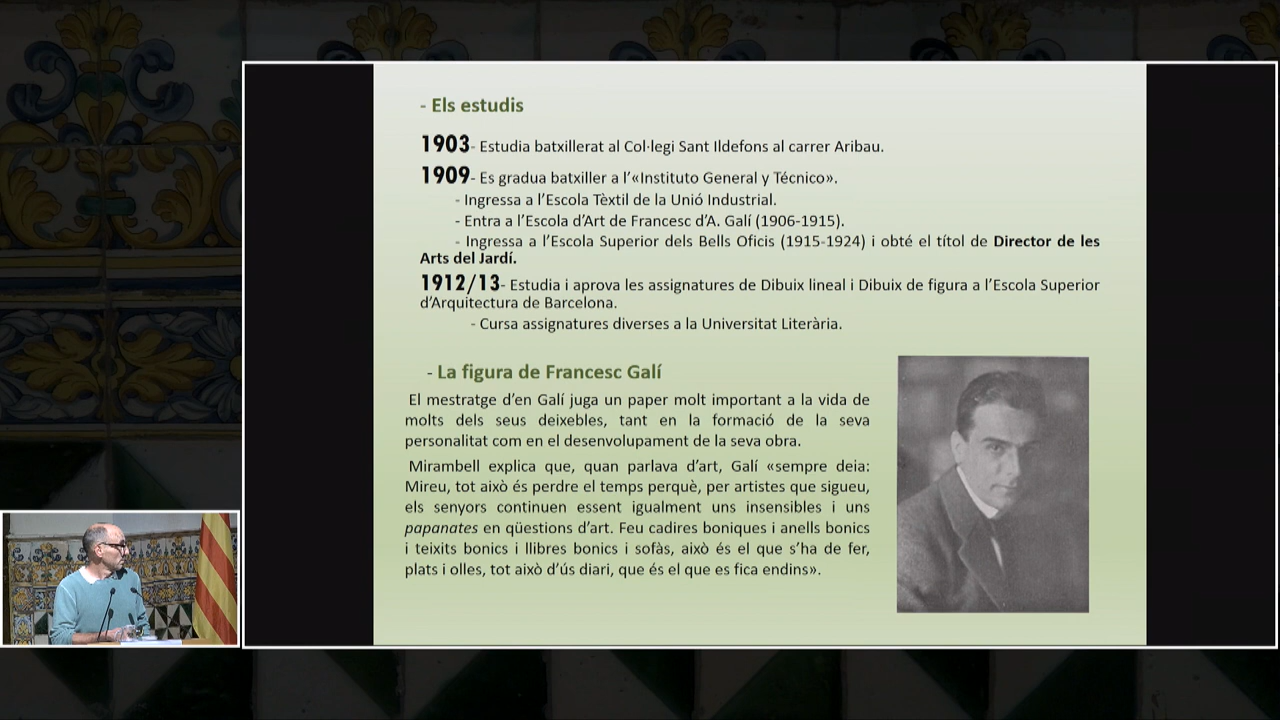 - Els estudis
1903- Estudia batxillerat al Col·legi Sant Ildefons al carrer Aribau.
1909- Es gradua batxiller a l’«Instituto General y Técnico».
- Ingressa a l’Escola Tèxtil de la Unió Industrial.
- Entra a l’Escola d’Art de Francesc d’A. Galí (1906-1915).
- Ingressa a l’Escola Superior dels Bells Oficis (1915-1924) i obté el títol de Director de les
Arts del Jardí.
1912/13- Estudia i aprova les assignatures de Dibuix lineal i Dibuix de figura a l’Escola Superior
d’Arquitectura de Barcelona.
- Cursa assignatures diverses a la Universitat Literària.
- La figura de Francesc Galí
El mestratge d’en Galí juga un paper molt important a la vida de
molts dels seus deixebles, tant en la formació de la seva
personalitat com en el desenvolupament de la seva obra.
Mirambell explica que, quan parlava d’art, Galí «sempre deia:
Mireu, tot això és perdre el temps perquè, per artistes que sigueu,
els senyors continuen essent igualment uns insensibles i uns
papanates en qüestions d’art. Feu cadires boniques i anells bonics
i teixits bonics i llibres bonics i sofàs, això és el que s’ha de fer,
plats i olles, tot això d’ús diari, que és el que es fica endins».